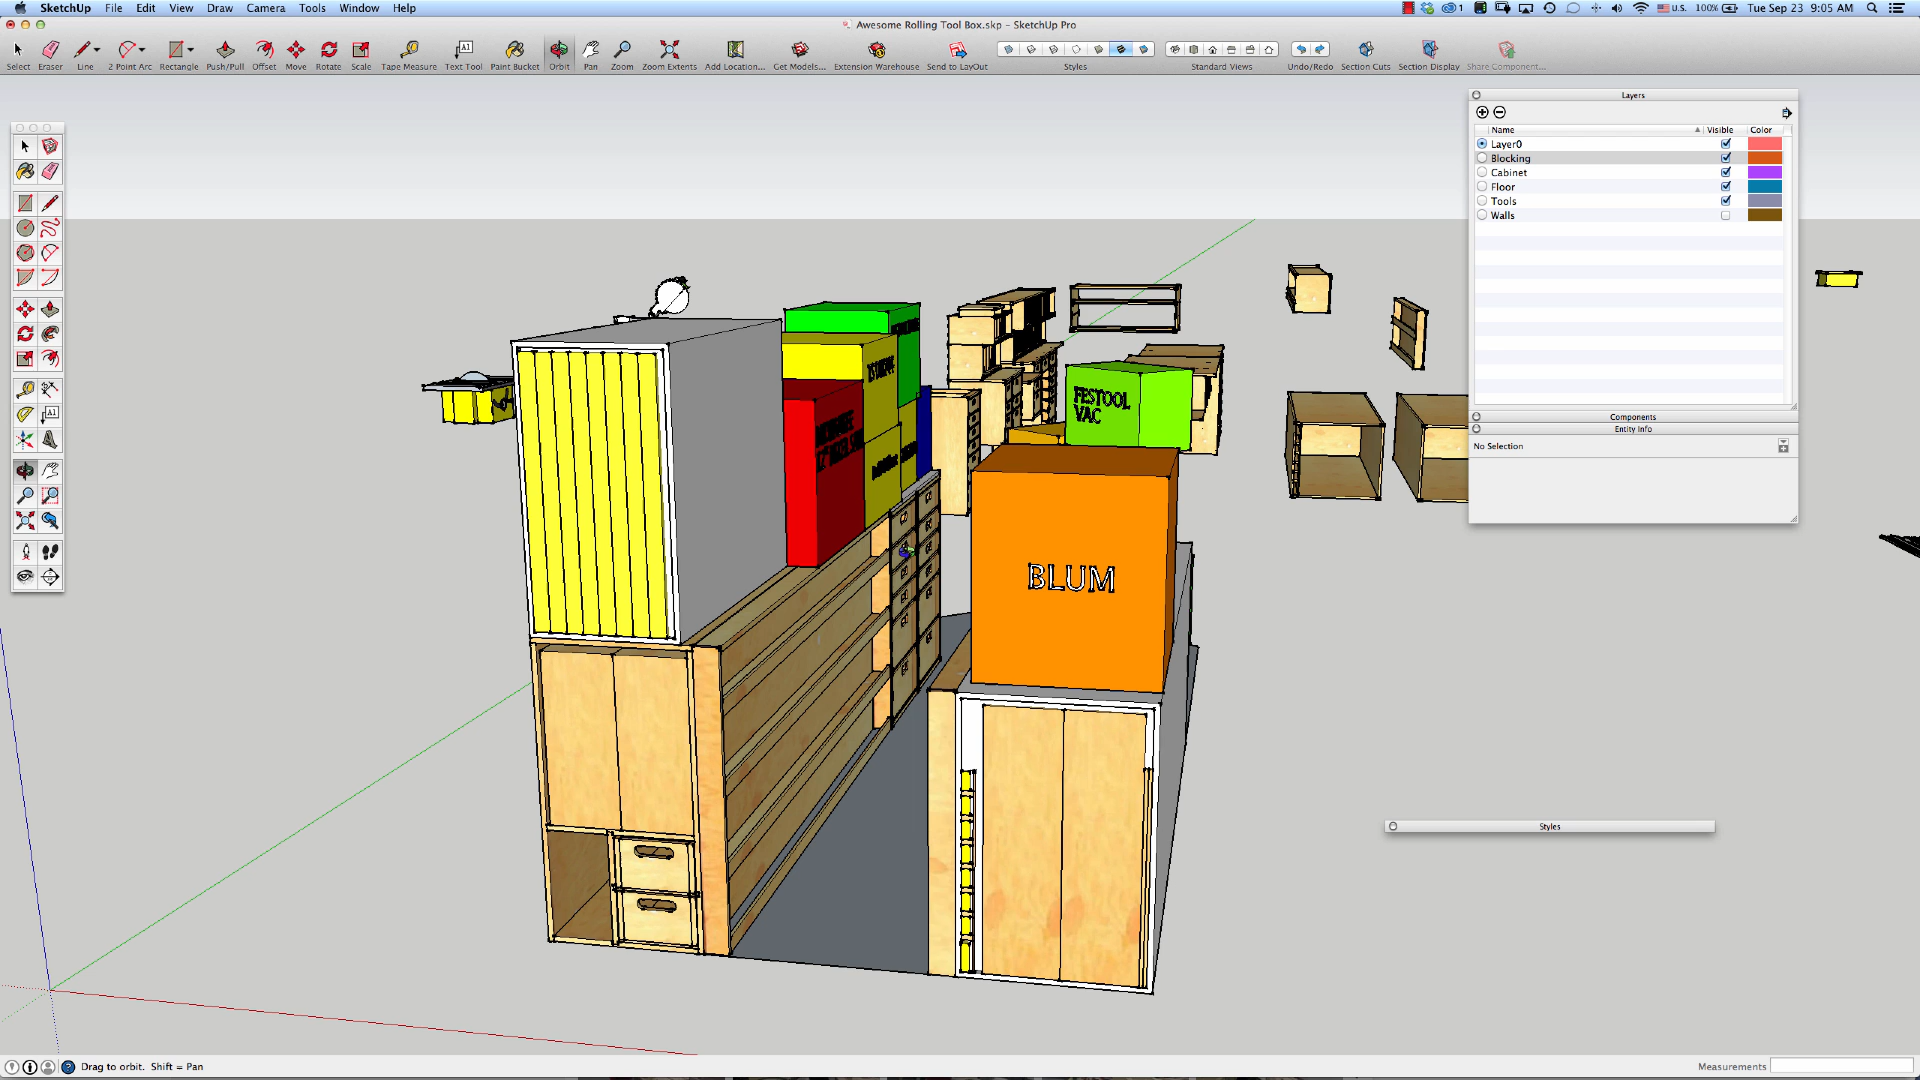 SketchUp File Edit View Draw Camera Tools Window Help
1 U.S. 100% Tue Sep 23 9:05 AM
Awesome Rolling Tool Box.skp – SketchUp Pro
Select Eraser Line 2 Point Arc Rectangle Push/Pull Offset Move Rotate Scale Tape Measure Text Tool Paint Bucket Orbit Pan Zoom Zoom Extents Add Location... Get Models... Extension Warehouse Send to LayOut Styles Standard Views Undo/Redo Section Cuts Section Display Share Component...
Layers
Name Visible Color
Layer0
Blocking
Cabinet
Floor
Tools
Walls
Components
Entity Info
No Selection
FESTOOL
VAC
BLUM
Styles
Drag to orbit. Shift = Pan
Measurements